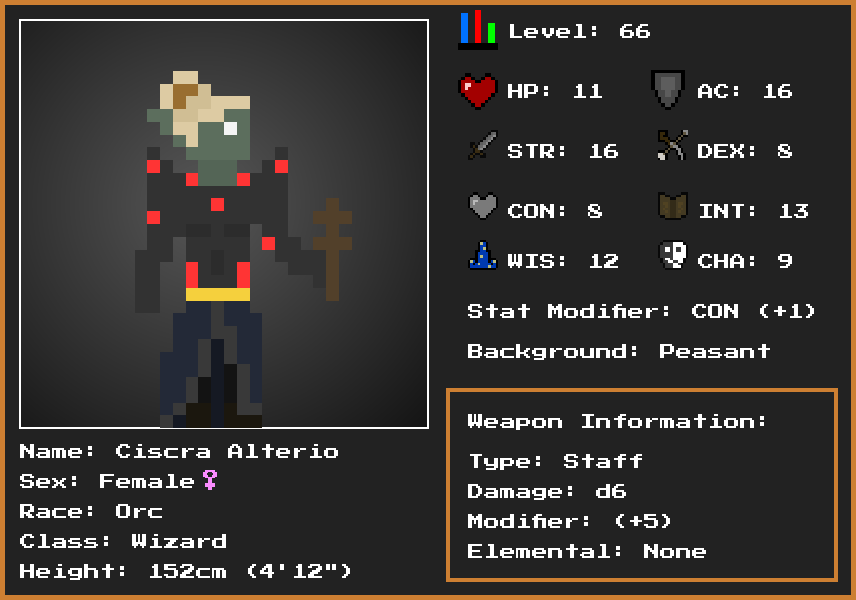 Level: 66
HP: 11
AC: 16
STR: 16
DEX: 8
CON: 8
INT: 13
WIS: 12
CHA: 9
Stat Modifier: CON (+1)
Background: Peasant
Weapon Information:
Type: Staff
Damage: d6
Modifier: (+5)
Elemental: None
Name: Ciscra Alterio
Sex: Female♀
Race: Orc
Class: Wizard
Height: 152cm (4'12")